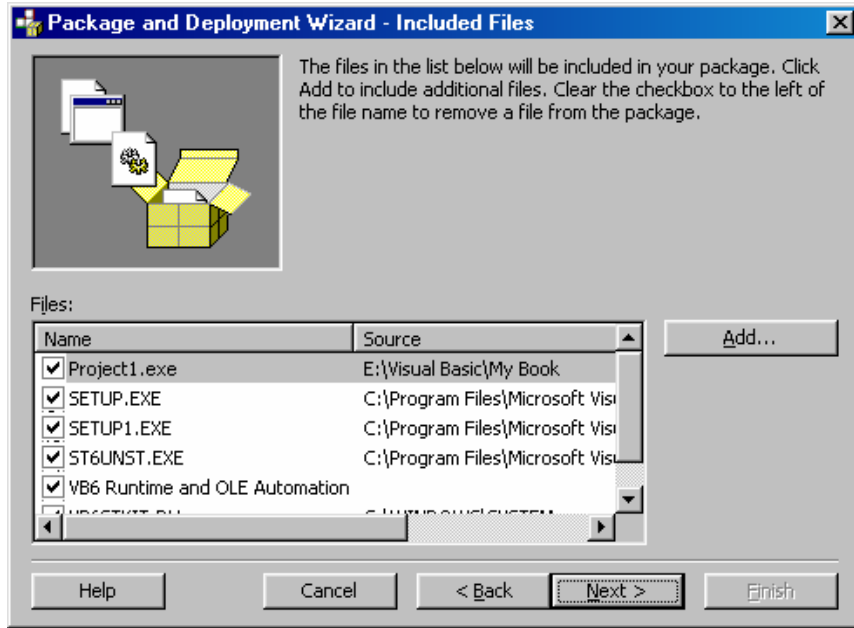 Package and Deployment Wizard - Included Files
The files in the list below will be included in your package. Click
Add to include additional files. Clear the checkbox to the left of
the file name to remove a file from the package.
Files:
Name Source
Add...
Project1.exe E:\Visual Basic\My Book
SETUP.EXE C:\Program Files\Microsoft Visu
SETUP1.EXE C:\Program Files\Microsoft Visu
ST6UNST.EXE C:\Program Files\Microsoft Visu
VB6 Runtime and OLE Automation
Help Cancel < Back Next > Finish